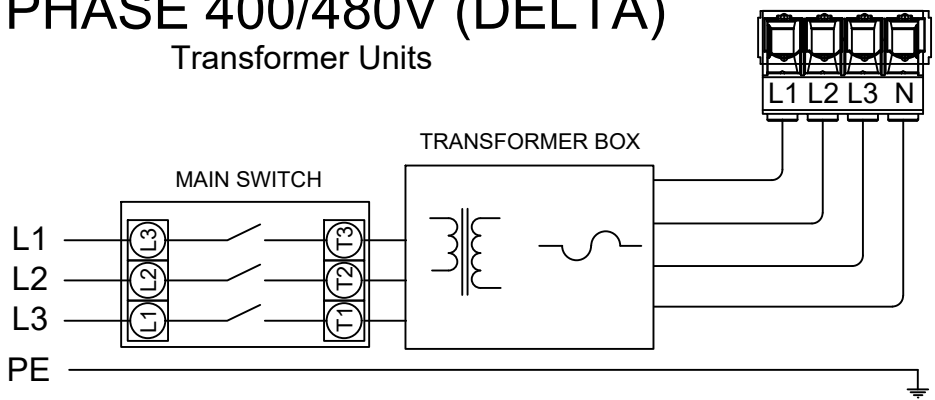 PHASE 400/480V (DELTA)
Transformer Units
L1 L2 L3 N
TRANSFORMER BOX
MAIN SWITCH
L1 L3 T3
L2 L2 T2
L3 L1 T1
PE